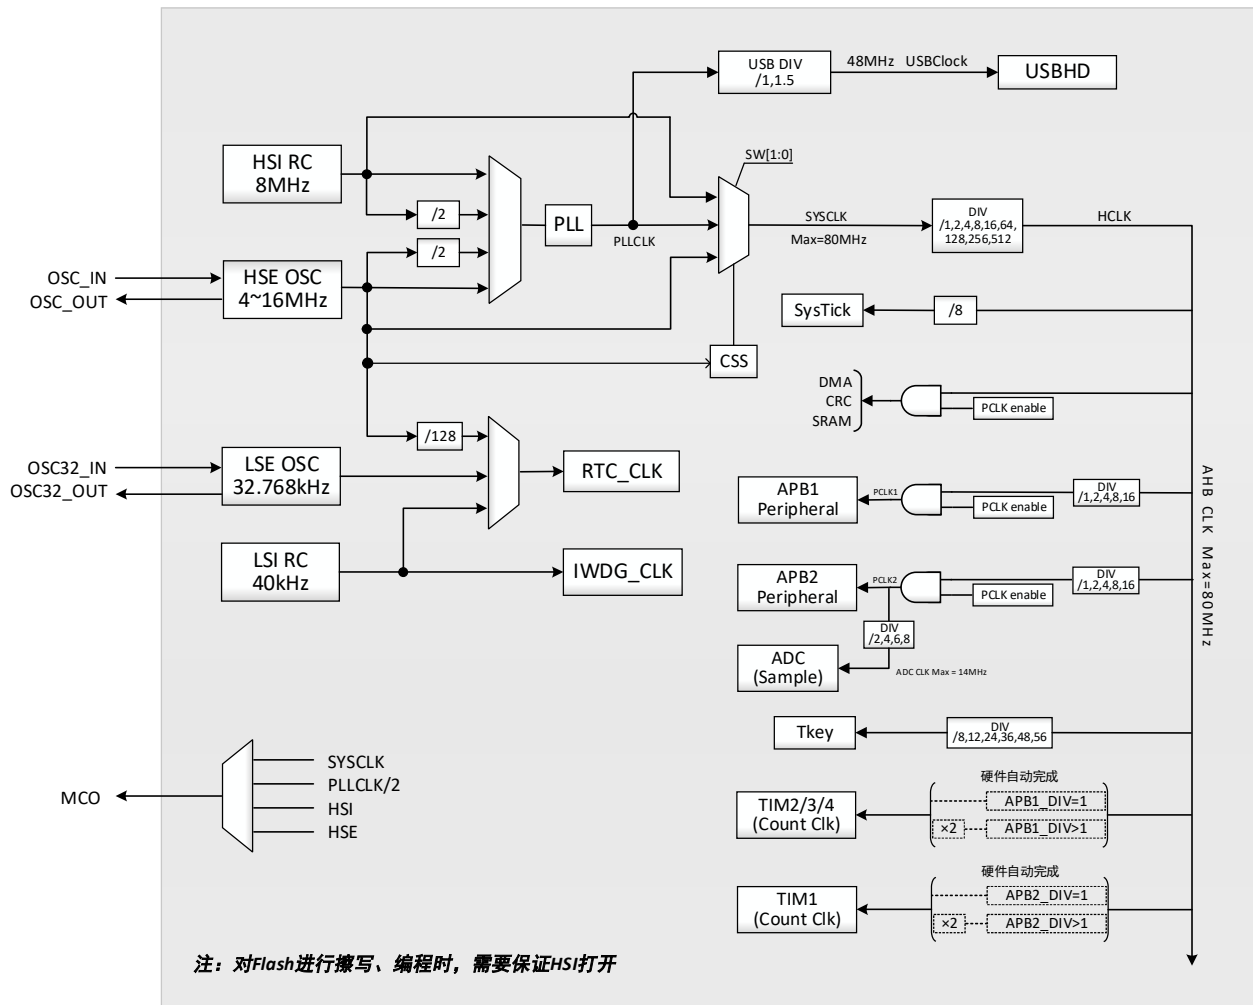 USB DIV
/1,1.5
48MHz USBClock
USBHD
HSI RC
8MHz
SW[1:0]
/2
PLL
PLLCLK
SYSCLK
Max=80MHz
DIV
/1,2,4,8,16,64,
128,256,512
HCLK
/2
OSC_IN
OSC_OUT
HSE OSC
4~16MHz
SysTick
/8
CSS
DMA
CRC
SRAM
PCLK enable
/128
OSC32_IN
OSC32_OUT
LSE OSC
32.768kHz
RTC_CLK
APB1
Peripheral
PCLK1
PCLK enable
DIV
/1,2,4,8,16
AHB CLK Max=80MHz
LSI RC
40kHz
IWDG_CLK
APB2
Peripheral
PCLK2
PCLK enable
DIV
/1,2,4,8,16
DIV
/2,4,6,8
ADC
(Sample)
ADC CLK Max = 14MHz
Tkey
DIV
/8,12,24,36,48,56
MCO
SYSCLK
PLLCLK/2
HSI
HSE
硬件自动完成
TIM2/3/4
(Count Clk)
APB1_DIV=1
×2
APB1_DIV>1
硬件自动完成
TIM1
(Count Clk)
APB2_DIV=1
×2
APB2_DIV>1
注：对Flash进行擦写、编程时，需要保证HSI打开